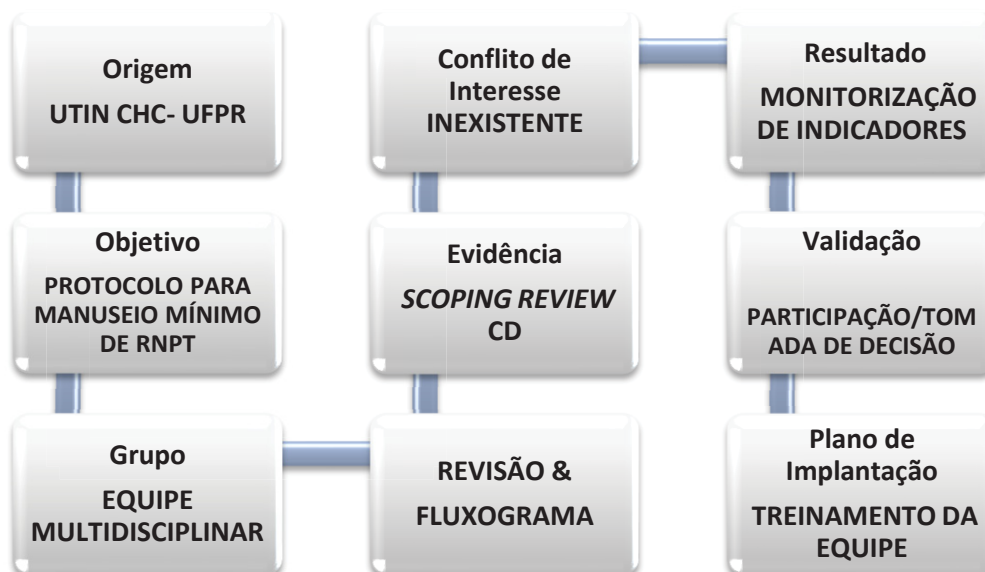 Origem
UTIN CHC- UFPR
Objetivo
PROTOCOLO PARA
MANUSEIO MÍNIMO
DE RNPT
Grupo
EQUIPE
MULTIDISCIPLINAR
REVISÃO &
FLUXOGRAMA
Evidência
SCOPING REVIEW
CD
Conflito de
Interesse
INEXISTENTE
Resultado
MONITORIZAÇÃO
DE INDICADORES
Validação
PARTICIPAÇÃO/TOM
ADA DE DECISÃO
Plano de
Implantação
TREINAMENTO DA
EQUIPE